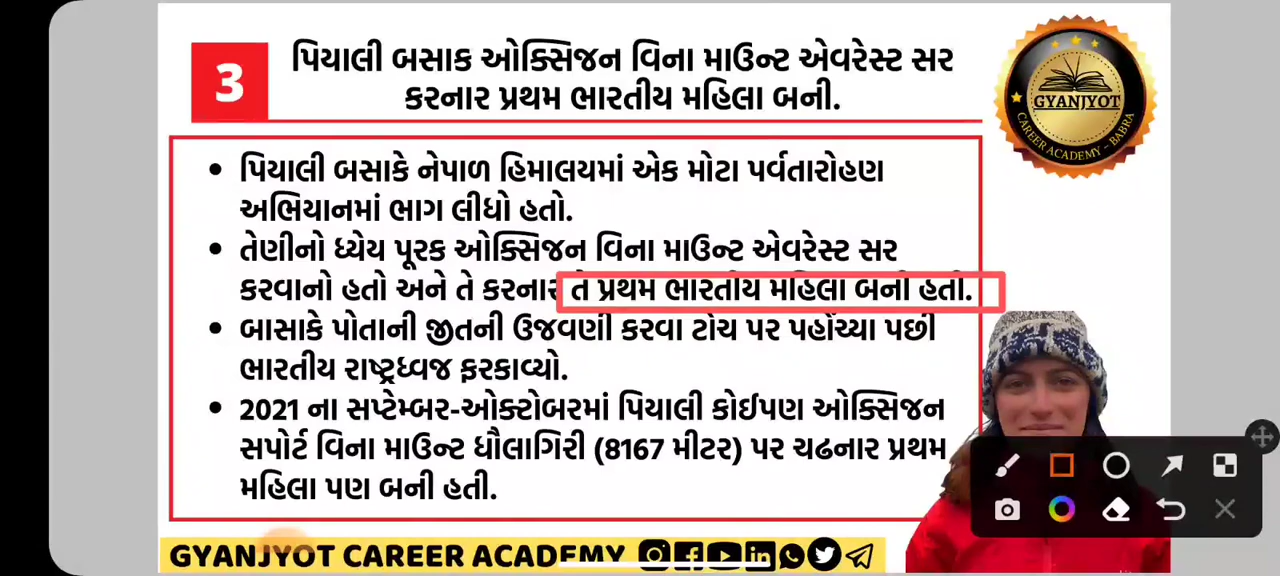 3
પિયાલી બસાક ઓક્સિજન વિના માઉન્ટ એવરેસ્ટ સર
કરનાર પ્રથમ ભારતીય મહિલા બની.
GYANJYOT
CAREER ACADEMY - BABRA
• પિયાલી બસાકે નેપાળ હિમાલયમાં એક મોટા પર્વતારોહણ
અભિયાનમાં ભાગ લીધો હતો.
• તેણીનો ધ્યેય પૂરક ઓક્સિજન વિના માઉન્ટ એવરેસ્ટ સર
કરવાનો હતો અને તે કરનાર તે પ્રથમ ભારતીય મહિલા બની હતી.
• બાસાકે પોતાની જીતની ઉજવણી કરવા ટોચ પર પહોંચ્યા પછી
ભારતીય રાષ્ટ્રધ્વજ ફરકાવ્યો.
• 2021 ના સપ્ટેમ્બર-ઓક્ટોબરમાં પિયાલી કોઈપણ ઓક્સિજન
સપોર્ટ વિના માઉન્ટ ધૌલાગિરી (8167 મીટર) પર ચઢનાર પ્રથમ
મહિલા પણ બની હતી.
GYANJYOT CAREER ACADEMY